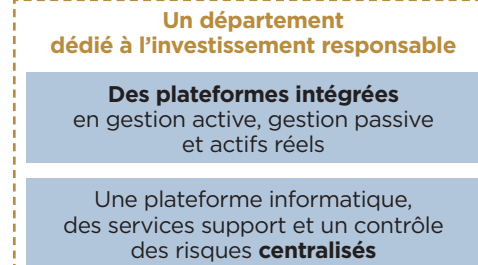 Un département
dédié à l’investissement responsable
Des plateformes intégrées
en gestion active, gestion passive
et actifs réels
Une plateforme informatique,
des services support et un contrôle
des risques centralisés